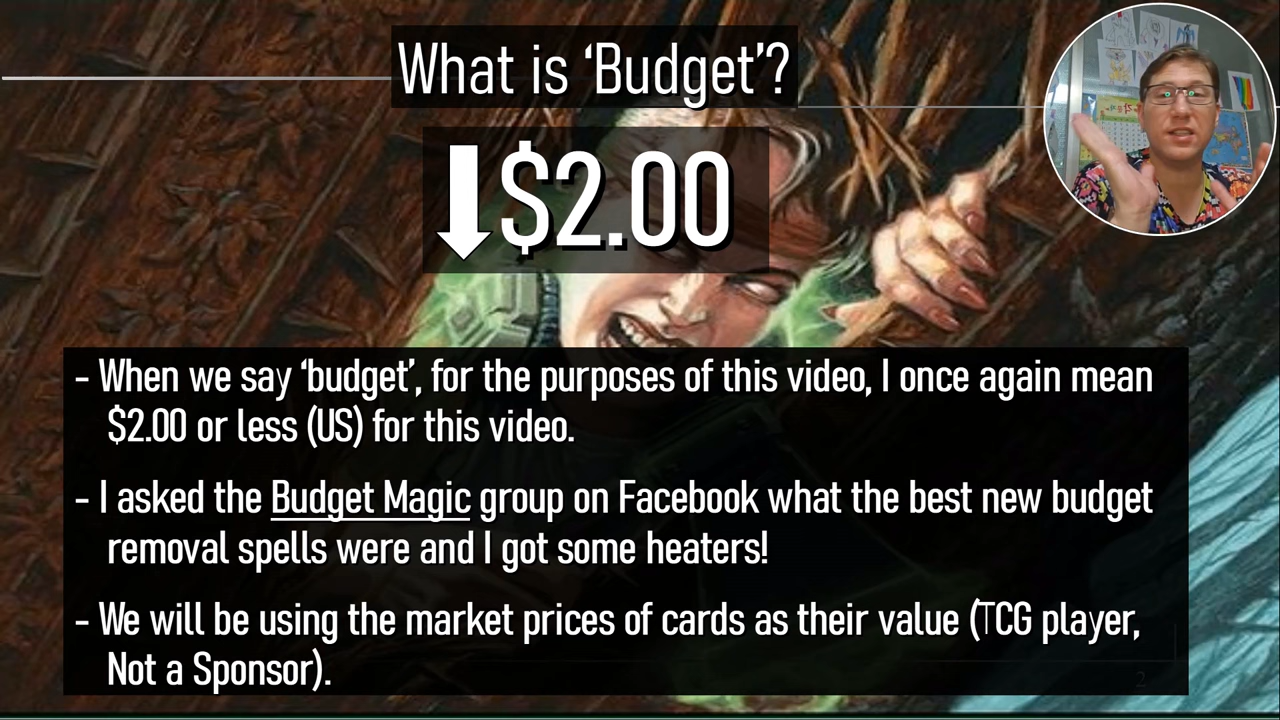 What is ‘Budget’?
$2.00
- When we say ‘budget’, for the purposes of this video, I once again mean
$2.00 or less (US) for this video.
- I asked the Budget Magic group on Facebook what the best new budget
removal spells were and I got some heaters!
- We will be using the market prices of cards as their value (TCG player,
Not a Sponsor).
2